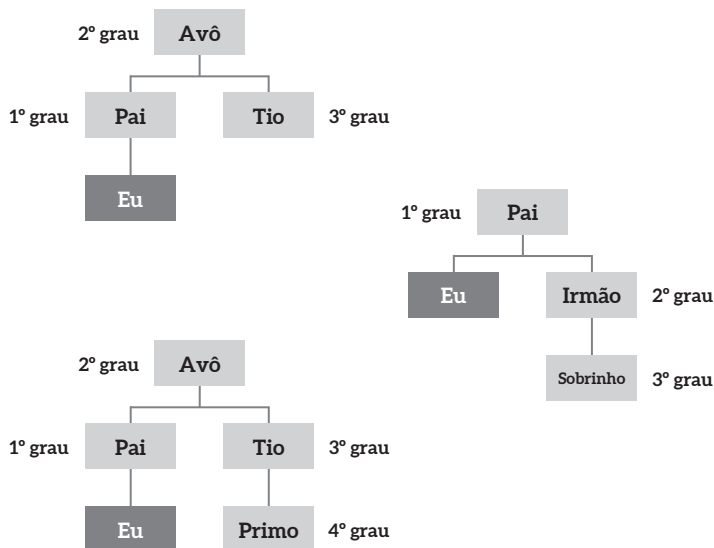 2º grau Avô
1º grau Pai Tio 3º grau
Eu
1º grau Pai
Eu Irmão 2º grau
Sobrinho 3º grau
2º grau Avô
1º grau Pai Tio 3º grau
Eu Primo 4º grau